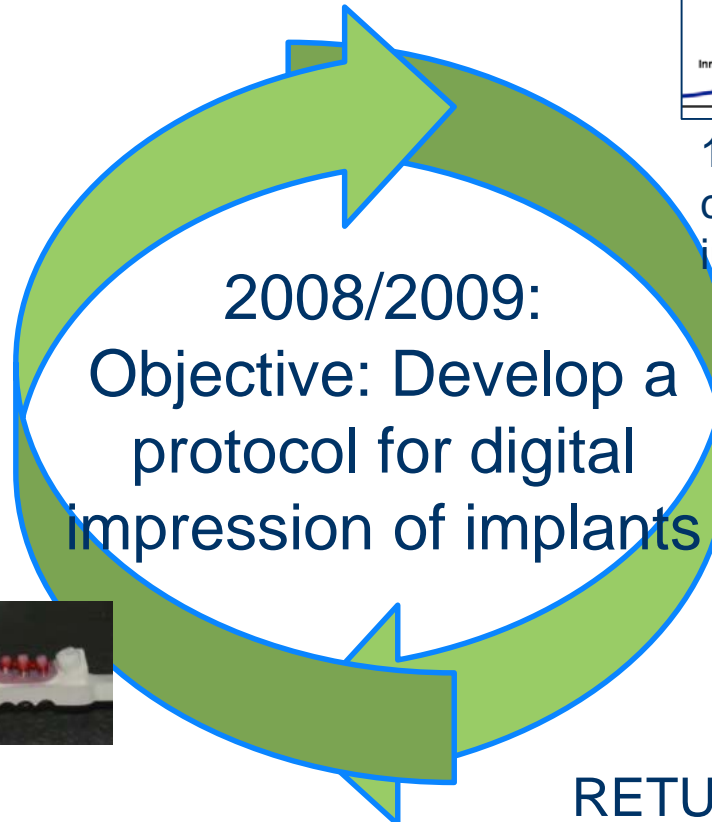 2008/2009:
Objective: Develop a
protocol for digital
impression of implants